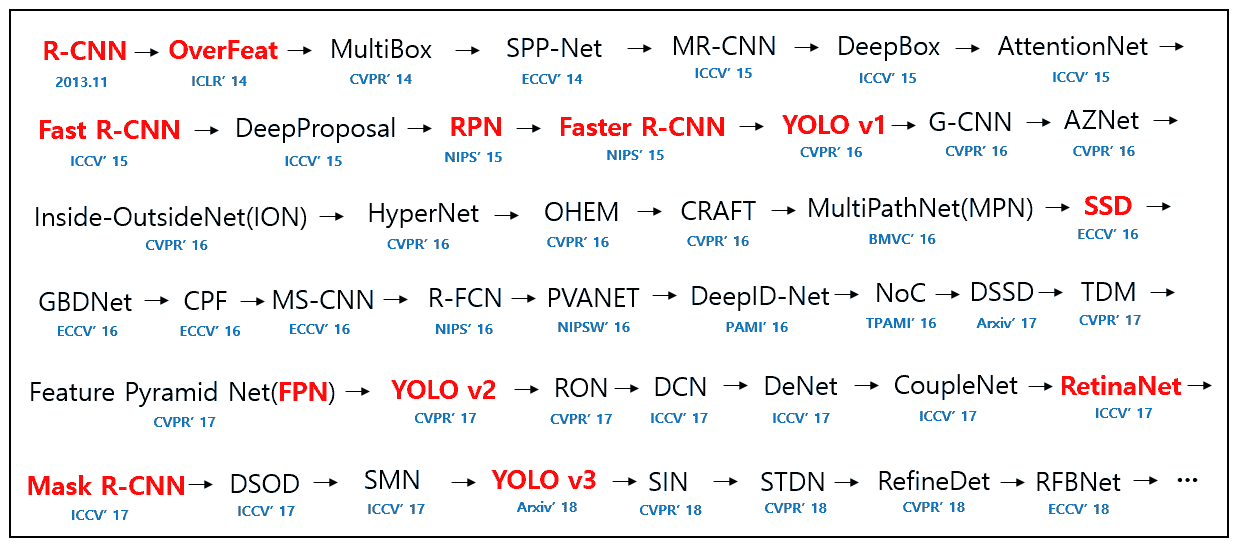 R-CNN → OverFeat → MultiBox → SPP-Net → MR-CNN → DeepBox → AttentionNet →
2013.11 ICLR' 14 CVPR' 14 ECCV' 14 ICCV' 15 ICCV' 15 ICCV' 15
Fast R-CNN → DeepProposal → RPN → Faster R-CNN → YOLO v1 → G-CNN → AZNet →
ICCV' 15 ICCV' 15 NIPS' 15 NIPS' 15 CVPR' 16 CVPR' 16 CVPR' 16
Inside-OutsideNet(ION) → HyperNet → OHEM → CRAFT → MultiPathNet(MPN) → SSD →
CVPR' 16 CVPR' 16 CVPR' 16 CVPR' 16 BMVC' 16 ECCV' 16
GBDNet → CPF → MS-CNN → R-FCN → PVANET → DeepID-Net → NoC → DSSD → TDM →
ECCV' 16 ECCV' 16 ECCV' 16 NIPS' 16 NIPSW' 16 PAMI' 16 TPAMI' 16 Arxiv' 17 CVPR' 17
Feature Pyramid Net(FPN) → YOLO v2 → RON → DCN → DeNet → CoupleNet → RetinaNet →
CVPR' 17 CVPR' 17 CVPR' 17 ICCV' 17 ICCV' 17 ICCV' 17 ICCV' 17
Mask R-CNN → DSOD → SMN → YOLO v3 → SIN → STDN → RefineDet → RFBNet → ⋯
ICCV' 17 ICCV' 17 ICCV' 17 Arxiv' 18 CVPR' 18 CVPR' 18 CVPR' 18 ECCV' 18